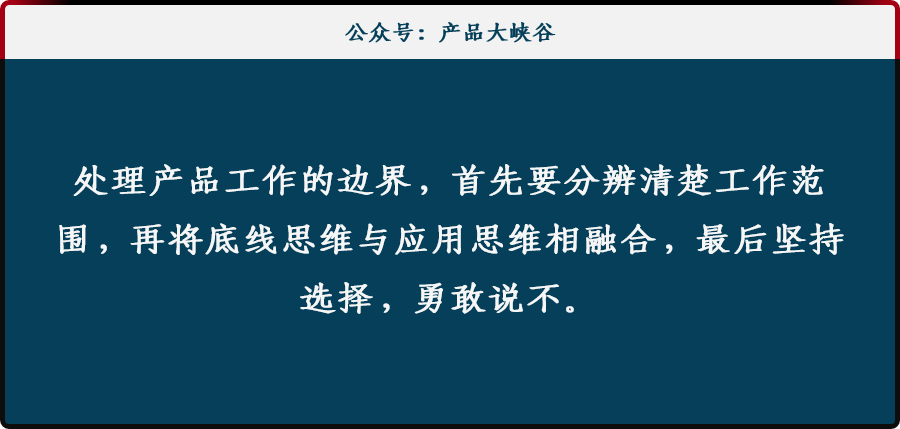 公众号：产品大峡谷
处理产品工作的边界，首先要分辨清楚工作范
围，再将底线思维与应用思维相融合，最后坚持
选择，勇敢说不。